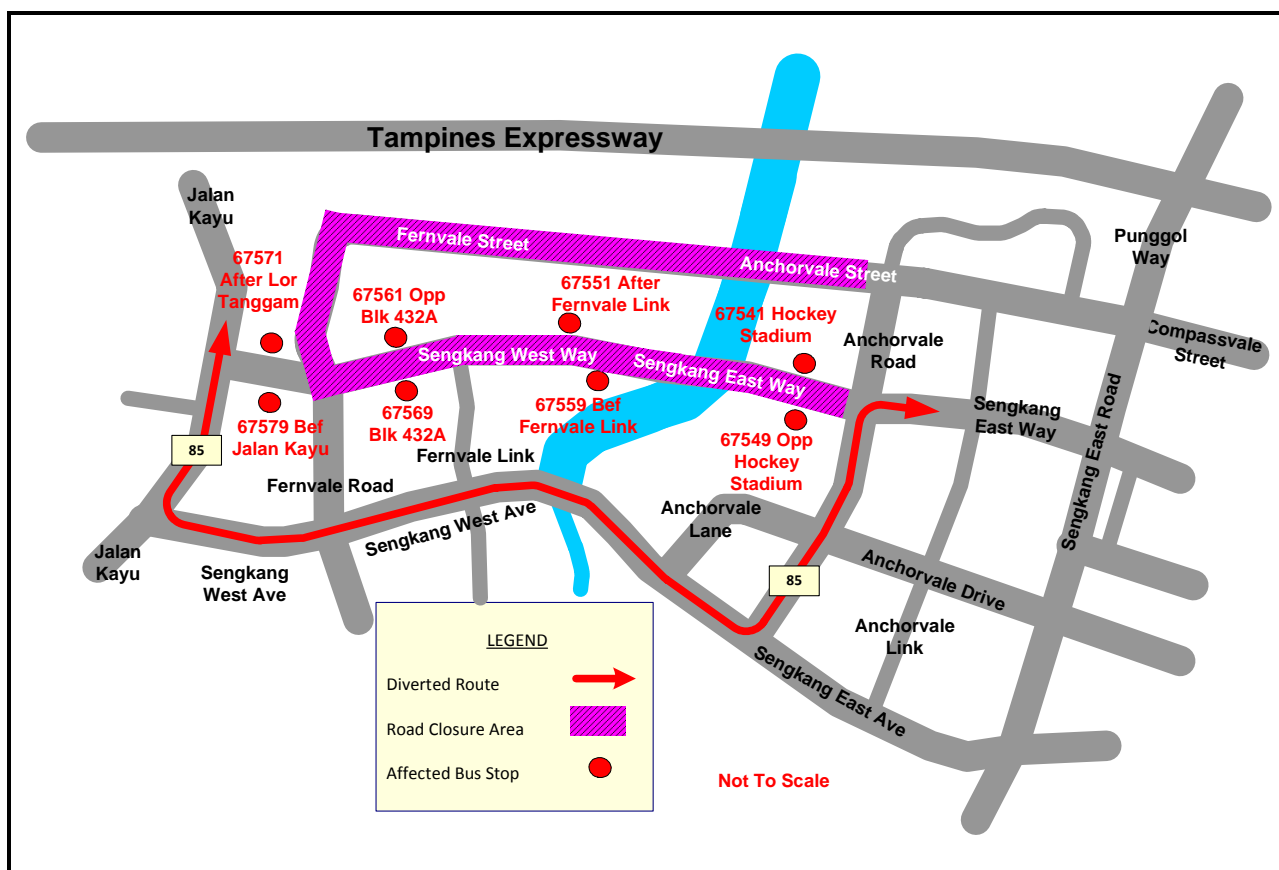 Tampines Expressway
Jalan
Kayu
Punggol
Way
Fernvale Street
Anchorvale Street
67571
After Lor
Tanggam
67561 Opp
Blk 432A
67551 After
Fernvale Link
67541 Hockey
Stadium
Anchorvale
Road
Compassvale
Street
Sengkang West Way
Sengkang East Way
Sengkang
East Way
Sengkang East Road
67579 Bef
Jalan Kayu
67569
Blk 432A
67559 Bef
Fernvale Link
67549 Opp
Hockey
Stadium
85
Fernvale Link
Fernvale Road
Sengkang West Ave
Anchorvale
Lane
Jalan
Kayu
Sengkang
West Ave
85
Anchorvale Drive
Anchorvale
Link
Sengkang East Ave
LEGEND
Diverted Route
Road Closure Area
Affected Bus Stop
Not To Scale